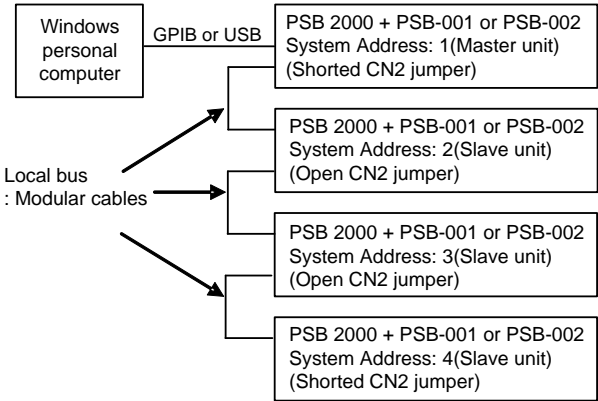 Windows
personal
computer
GPIB or USB
PSB 2000 + PSB-001 or PSB-002
System Address: 1(Master unit)
(Shorted CN2 jumper)
PSB 2000 + PSB-001 or PSB-002
System Address: 2(Slave unit)
(Open CN2 jumper)
Local bus
: Modular cables
PSB 2000 + PSB-001 or PSB-002
System Address: 3(Slave unit)
(Open CN2 jumper)
PSB 2000 + PSB-001 or PSB-002
System Address: 4(Slave unit)
(Shorted CN2 jumper)